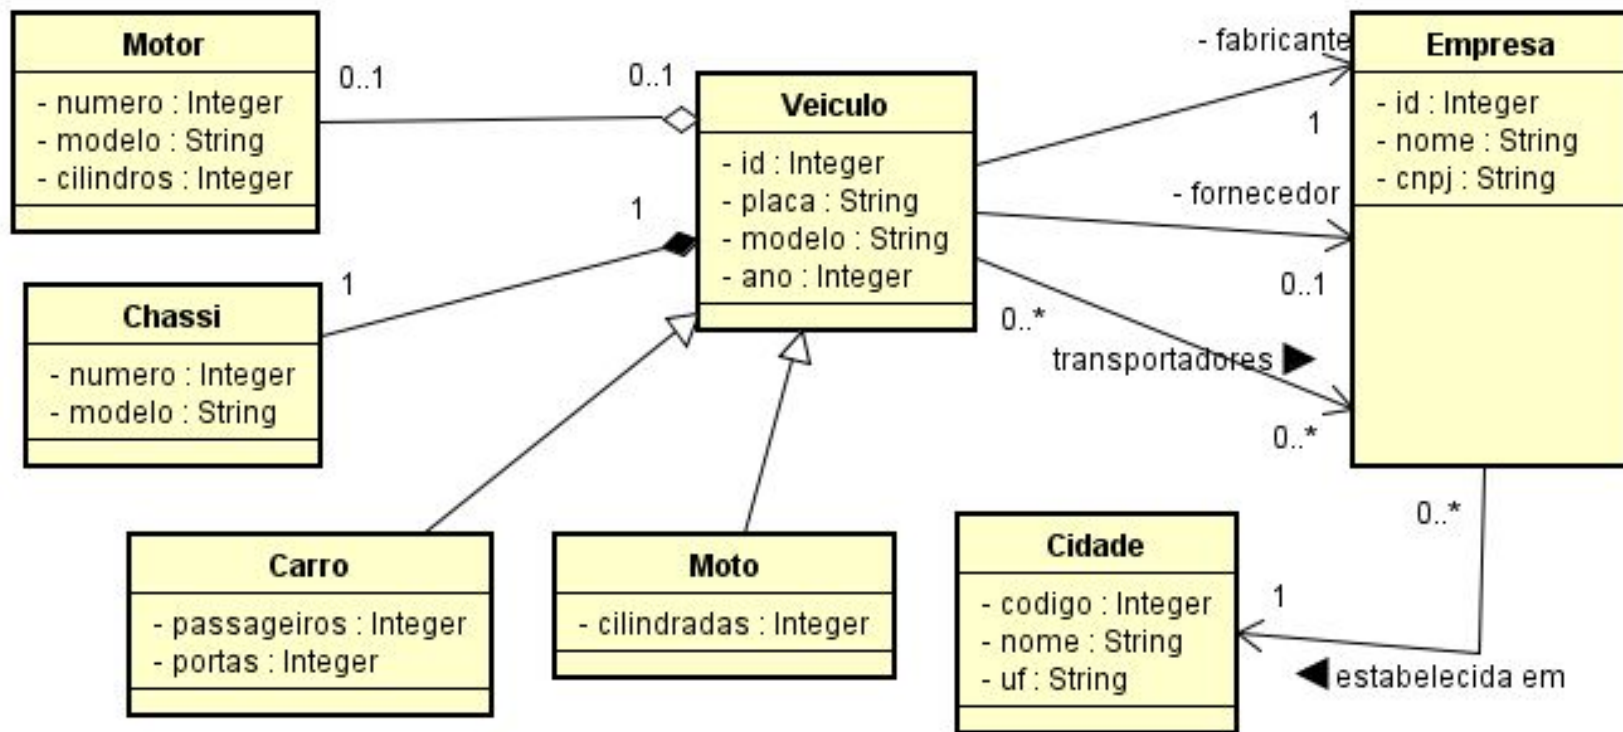 Motor
- numero : Integer
- modelo : String
- cilindros : Integer
0..1
0..1
Veiculo
- id : Integer
- placa : String
- modelo : String
- ano : Integer
- fabricante
1
- fornecedor
0..1
0..*
transportadores
0..*
Empresa
- id : Integer
- nome : String
- cnpj : String
Chassi
- numero : Integer
- modelo : String
1
1
Carro
- passageiros : Integer
- portas : Integer
Moto
- cilindradas : Integer
Cidade
- codigo : Integer
- nome : String
- uf : String
0..*
1
estabelecida em